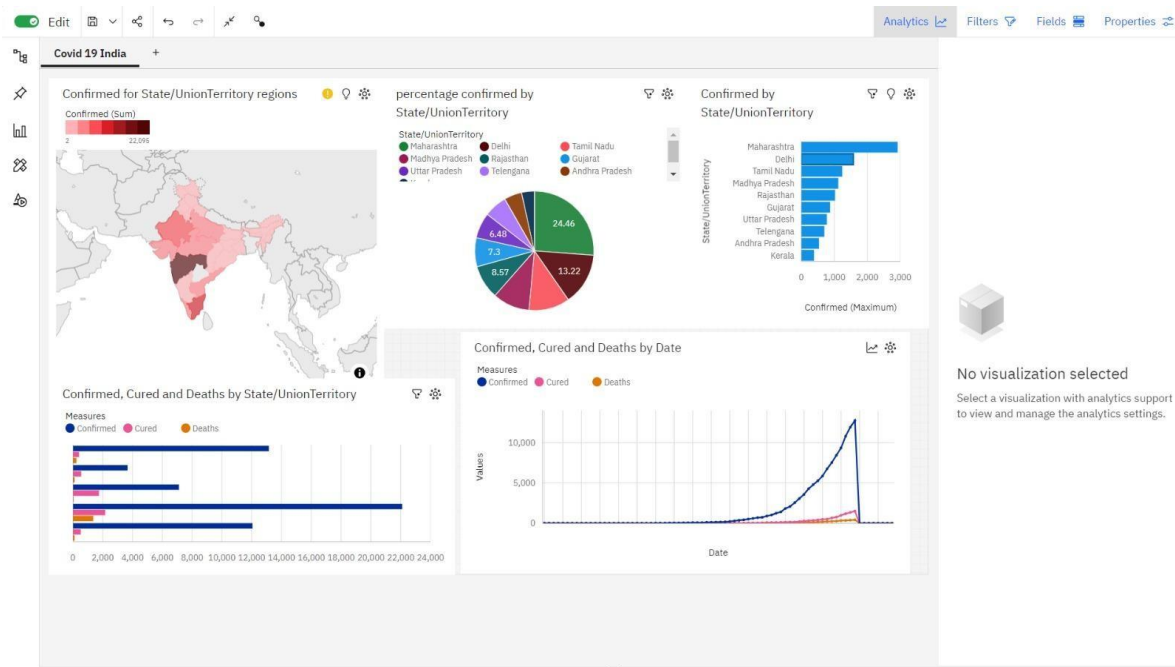 Edit
Analytics Filters Fields Properties
Covid 19 India +
Confirmed for State/UnionTerritory regions
Confirmed (Sum)
2 22,098
percentage confirmed by
State/UnionTerritory
State/UnionTerritory
Maharashtra Delhi Tamil Nadu
Madhya Pradesh Rajasthan Gujarat
Uttar Pradesh Telengana Andhra Pradesh
24.46
13.22
8.57
7.3
6.48
Confirmed by
State/UnionTerritory
State/UnionTerritory
Maharashtra
Delhi
Tamil Nadu
Madhya Pradesh
Rajasthan
Gujarat
Uttar Pradesh
Telengana
Andhra Pradesh
Kerala
0 1,000 2,000 3,000
Confirmed (Maximum)
Confirmed, Cured and Deaths by State/UnionTerritory
Measures
Confirmed Cured Deaths
0 2,000 4,000 6,000 8,000 10,000 12,000 14,000 16,000 18,000 20,000 22,000 24,000
Confirmed, Cured and Deaths by Date
Measures
Confirmed Cured Deaths
Values
10,000
5,000
0
Date
No visualization selected
Select a visualization with analytics support
to view and manage the analytics settings.